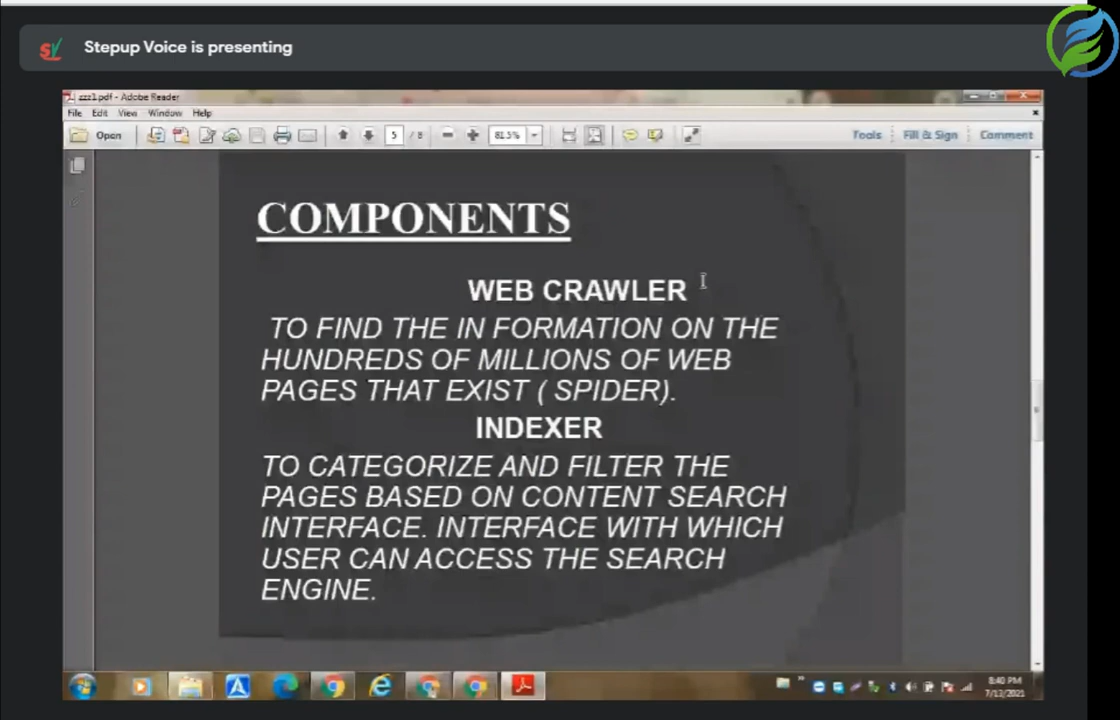 Stepup Voice is presenting
zzz1.pdf - Adobe Reader
File Edit View Window Help
Open 5 / 8 81.5% Tools Fill & Sign Comment
COMPONENTS
WEB CRAWLER
TO FIND THE IN FORMATION ON THE
HUNDREDS OF MILLIONS OF WEB
PAGES THAT EXIST ( SPIDER).
INDEXER
TO CATEGORIZE AND FILTER THE
PAGES BASED ON CONTENT SEARCH
INTERFACE. INTERFACE WITH WHICH
USER CAN ACCESS THE SEARCH
ENGINE.
8:40 PM
7/13/2021